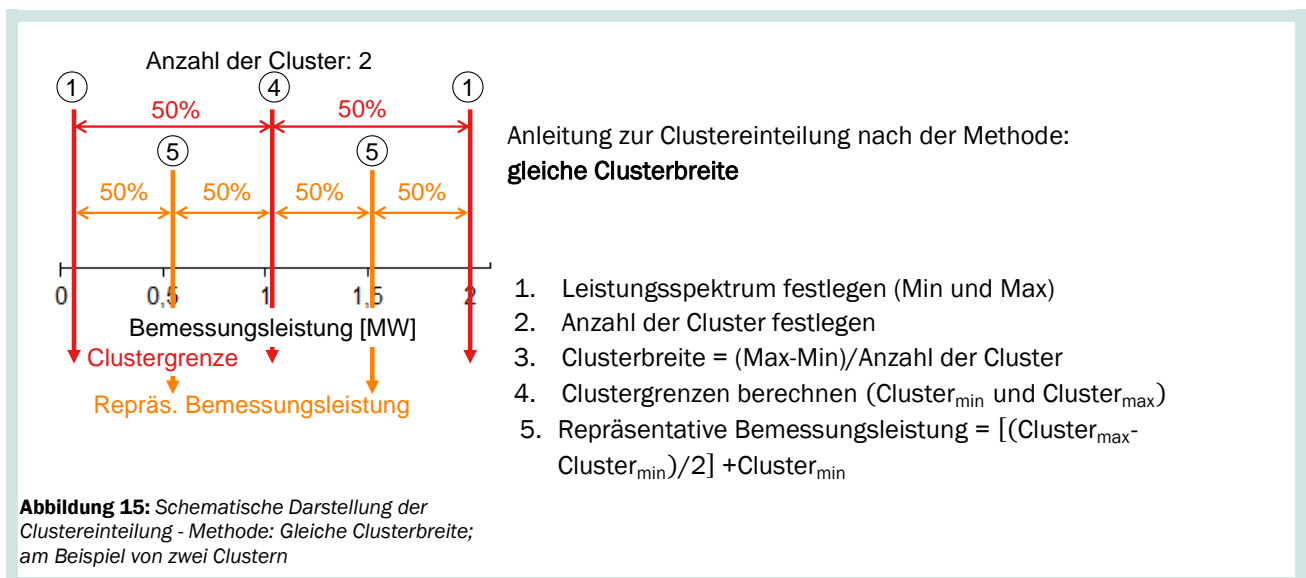 Anzahl der Cluster: 2
1 4 1
50% 50%
5 5
50% 50% 50% 50%
0 0,5 1 1,5 2
Bemessungsleistung [MW]
Clustergrenze
Repräs. Bemessungsleistung
Abbildung 15: Schematische Darstellung der
Clustereinteilung - Methode: Gleiche Clusterbreite;
am Beispiel von zwei Clustern
Anleitung zur Clustereinteilung nach der Methode:
gleiche Clusterbreite
1. Leistungsspektrum festlegen (Min und Max)
2. Anzahl der Cluster festlegen
3. Clusterbreite = (Max-Min)/Anzahl der Cluster
4. Clustergrenzen berechnen (Clustermin und Clustermax)
5. Repräsentative Bemessungsleistung = [(Clustermax-
Clustermin)/2] +Clustermin